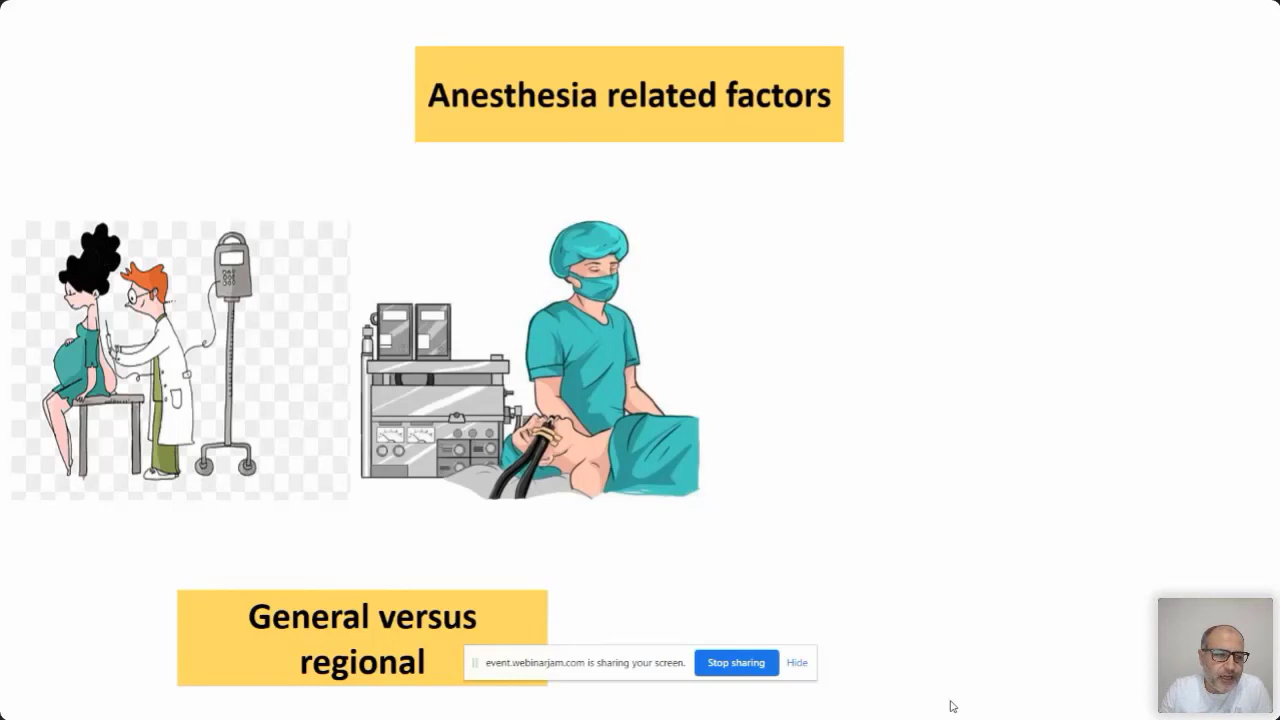 Anesthesia related factors
General versus
regional
event.webinarjam.com is sharing your screen.
Stop sharing
Hide